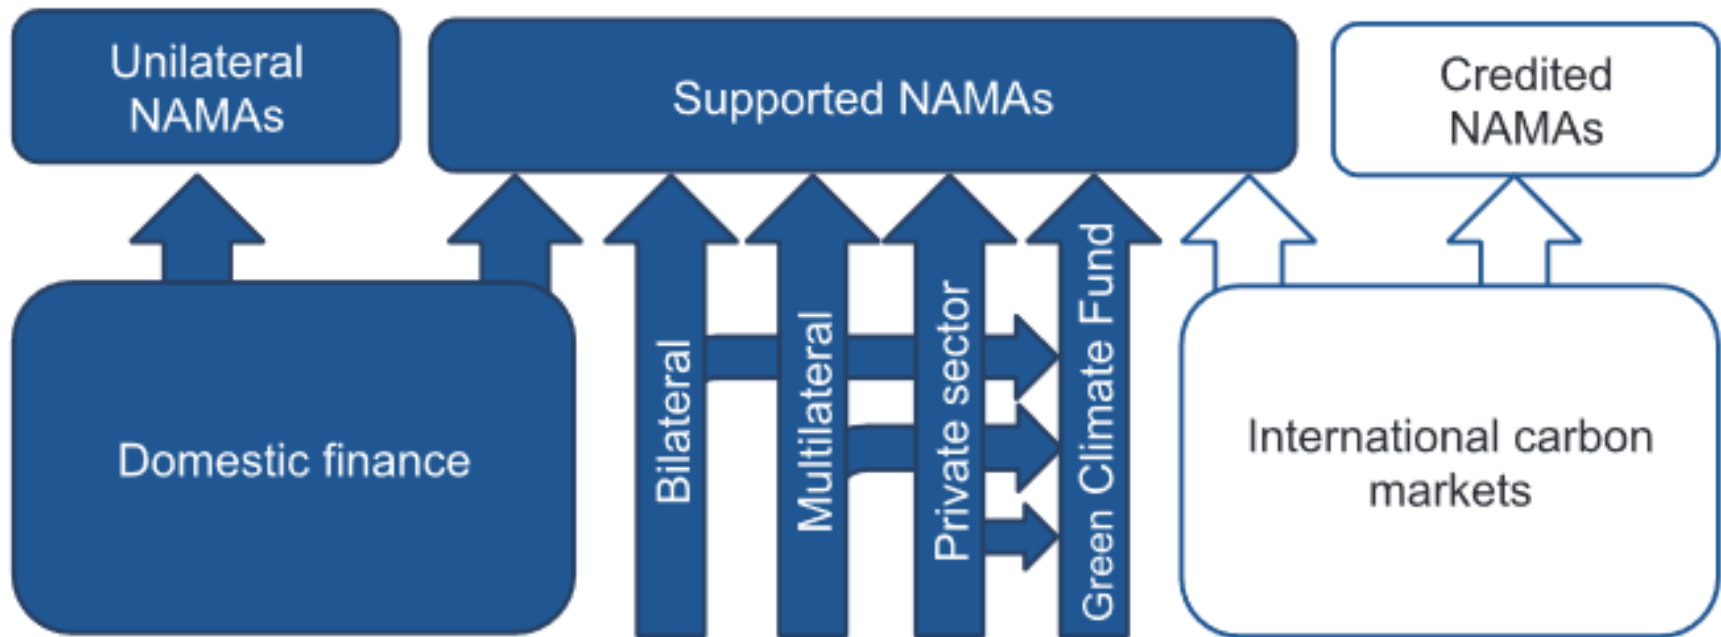 Unilateral
NAMAs
Supported NAMAs
Credited
NAMAs
Domestic finance
Bilateral
Multilateral
Private sector
Green Climate Fund
International carbon
markets